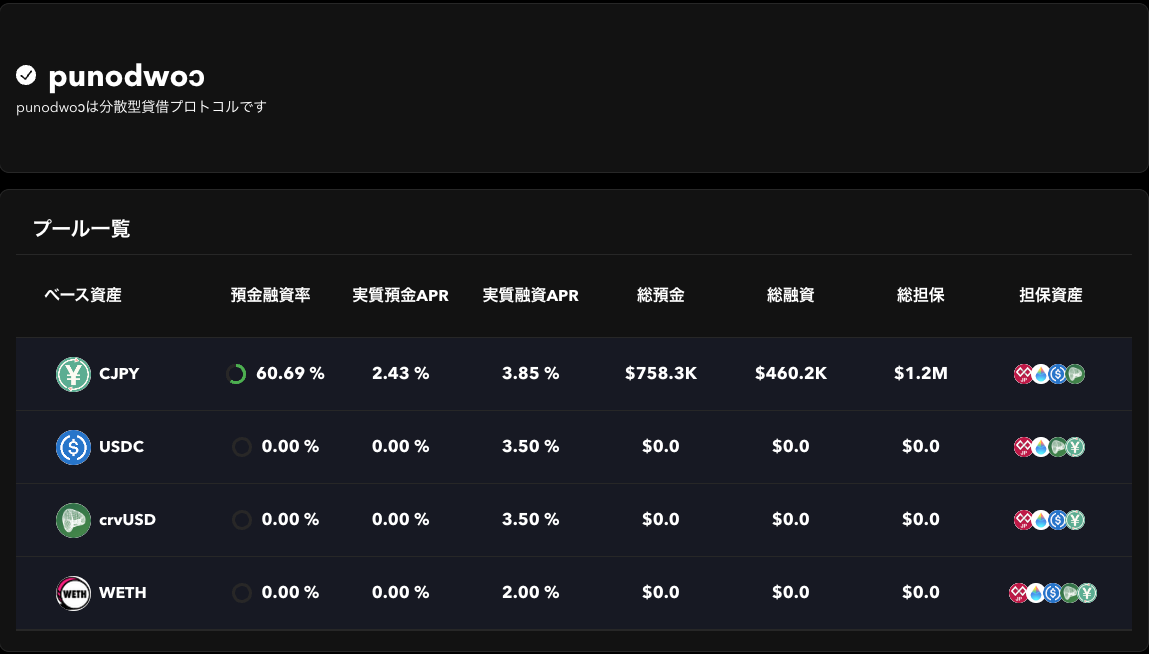 punodwoɔ
punodwoɔは分散型貸借プロトコルです
プール一覧
ベース資産 預金融資率 実質預金APR 実質融資APR 総預金 総融資 総担保 担保資産
CJPY 60.69 % 2.43 % 3.85 % $758.3K $460.2K $1.2M
USDC 0.00 % 0.00 % 3.50 % $0.0 $0.0 $0.0
crvUSD 0.00 % 0.00 % 3.50 % $0.0 $0.0 $0.0
WETH WETH 0.00 % 0.00 % 2.00 % $0.0 $0.0 $0.0